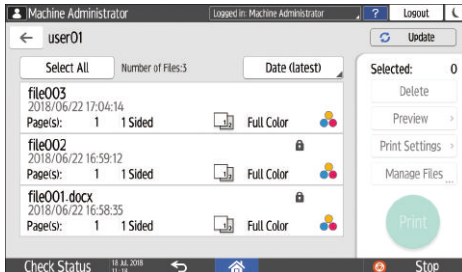 Machine Administrator Logged in: Machine Administrator ? Logout
user01 Update
Select All Number of Files:3 Date (latest) Selected: 0
file003 Delete
2018/06/22 17:04:14
Page(s): 1 1 Sided Full Color Preview
file002 Print Settings
2018/06/22 16:59:12
Page(s): 1 1 Sided Full Color Manage Files
file001.docx
2018/06/22 16:58:35
Page(s): 1 1 Sided Full Color Print
Check Status 18 JUL 2018 Stop